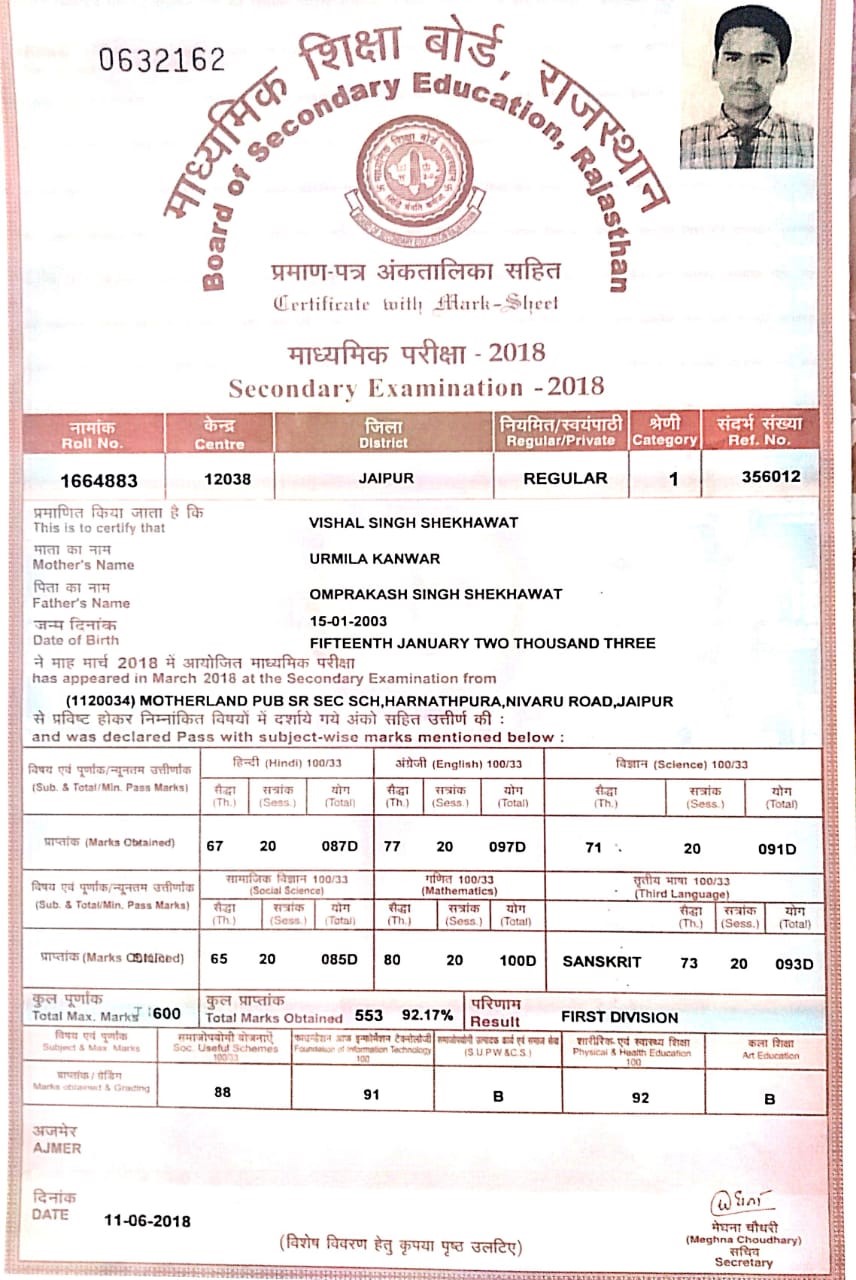 0632162
माध्यमिक शिक्षा बोर्ड, राजस्थान
Board of Secondary Education, Rajasthan
प्रमाण-पत्र अंकतालिका सहित
Certificate with Mark-Sheet
माध्यमिक परीक्षा - 2018
Secondary Examination - 2018
नामांक केन्द्र जिला नियमित/स्वयंपाठी श्रेणी संदर्भ संख्या
Roll No. Centre District Regular/Private Category Ref. No.
1664883 12038 JAIPUR REGULAR 1 356012
प्रमाणित किया जाता है कि
This is to certify that VISHAL SINGH SHEKHAWAT
माता का नाम
Mother's Name URMILA KANWAR
पिता का नाम
Father's Name OMPRAKASH SINGH SHEKHAWAT
जन्म दिनांक 15-01-2003
Date of Birth FIFTEENTH JANUARY TWO THOUSAND THREE
ने माह मार्च 2018 में आयोजित माध्यमिक परीक्षा
has appeared in March 2018 at the Secondary Examination from
(1120034) MOTHERLAND PUB SR SEC SCH,HARNATHPURA,NIVARU ROAD,JAIPUR
से प्रविष्ट होकर निम्नांकित विषयों में दर्शाये गये अंको सहित उत्तीर्ण की :
and was declared Pass with subject-wise marks mentioned below :
विषय एवं पूर्णांक/न्यूनतम उत्तीर्णांक हिन्दी (Hindi) 100/33 अंग्रेजी (English) 100/33 विज्ञान (Science) 100/33
(Sub. & Total/Min. Pass Marks) सैद्धा सत्रांक योग सैद्धा सत्रांक योग सैद्धा सत्रांक योग
(Th.) (Sess.) (Total) (Th.) (Sess.) (Total) (Th.) (Sess.) (Total)
प्राप्तांक (Marks Obtained) 67 20 087D 77 20 097D 71 20 091D
विषय एवं पूर्णांक/न्यूनतम उत्तीर्णांक सामाजिक विज्ञान 100/33 गणित 100/33 तृतीय भाषा 100/33
(Social Science) (Mathematics) (Third Language)
(Sub. & Total/Min. Pass Marks) सैद्धा सत्रांक योग सैद्धा सत्रांक योग सैद्धा सत्रांक योग
(Th.) (Sess.) (Total) (Th.) (Sess.) (Total) (Th.) (Sess.) (Total)
प्राप्तांक (Marks 65 20 085D 80 20 100D SANSKRIT 73 20 093D
कुल पूर्णांक कुल प्राप्तांक परिणाम
Total Max. Marks 600 Total Marks Obtained 553 92.17% Result FIRST DIVISION
विषय एवं पूर्णांक समाजोपयोगी योजनाऐं फाउन्डेशन आफ इन्फोर्मेशन टेक्नोलोजी समाजोपयोगी उत्पादक कार्य एवं समाज सेवा शारीरिक एवं स्वास्थ्य शिक्षा कला शिक्षा
Subject & Max. Marks Soc. Useful Schemes Foundation of Information Technology (S.U.P.W &C.S.) Physical & Health Education Art Education
100/33 100 100
प्राप्तांक / ग्रेडिंग
Marks obtained & Grading 88 91 B 92 B
अजमेर
AJMER
दिनांक
DATE 11-06-2018
मेघना चौधरी
(Meghna Choudhary)
सचिव
Secretary
(विशेष विवरण हेतु कृपया पृष्ठ उलटिए)